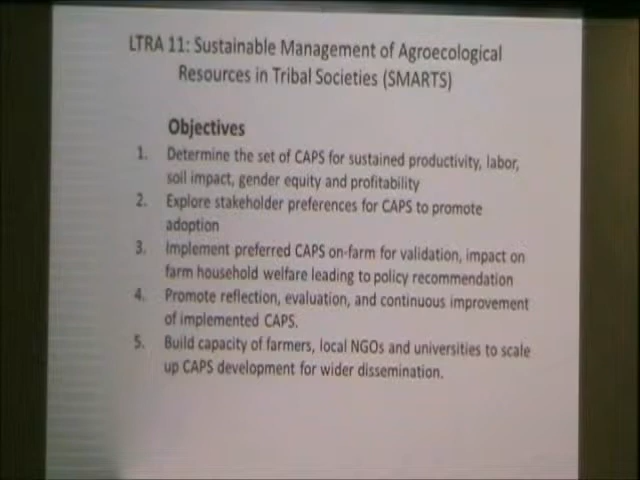 LTRA 11: Sustainable Management of Agroecological
Resources in Tribal Societies (SMARTS)
Objectives
1. Determine the set of CAPS for sustained productivity, labor,
soil impact, gender equity and profitability
2. Explore stakeholder preferences for CAPS to promote
adoption
3. Implement preferred CAPS on-farm for validation, impact on
farm household welfare leading to policy recommendation
4. Promote reflection, evaluation, and continuous improvement
of implemented CAPS.
5. Build capacity of farmers, local NGOs and universities to scale
up CAPS development for wider dissemination.